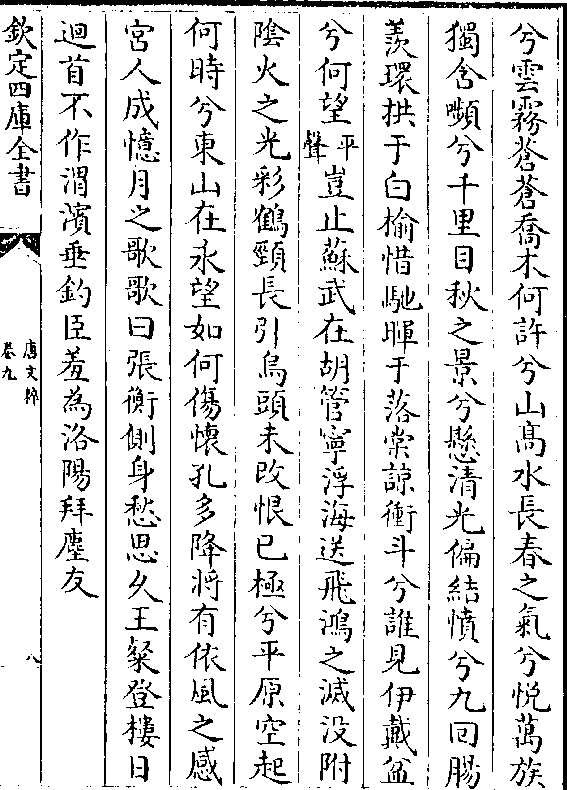 兮雲霧蒼蒼喬木何許兮山髙水長春之氣兮悦萬族
獨含嚬兮千里目秋之景兮懸清光偏結憤兮九回腸
羨環拱于白榆惜馳暉于落棠諒衝斗兮誰見伊戴盆
兮何望平聲豈止蘇武在胡管寧浮海送飛鴻之滅没附
陰火之光彩鶴頸長引烏頭未改恨已極兮平原空起
何時兮東山在永望如何傷懷孔多降將有依風之感
宮人成憶月之歌歌曰張衡側身愁思久王粲登樓日
迴首不作渭濱垂釣臣羞為洛陽拜塵友
欽定四庫全書
唐文粹
卷九
八